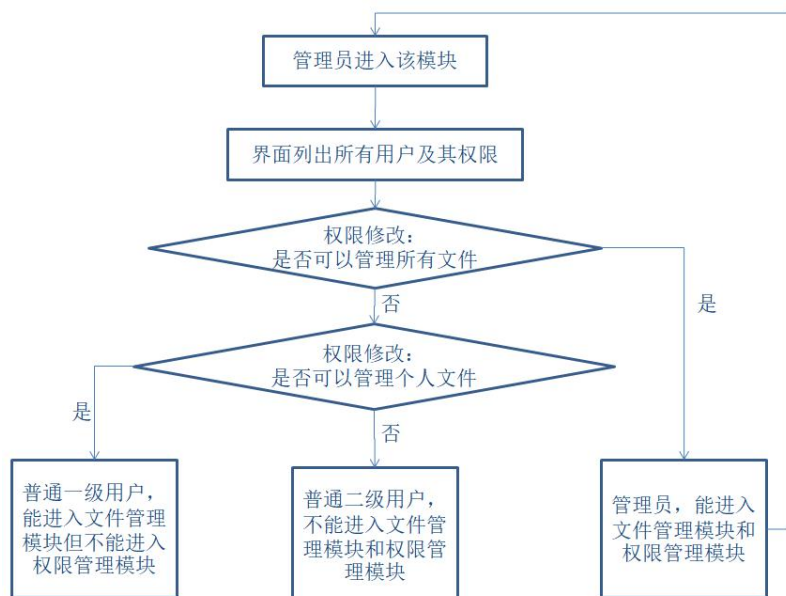 管理员进入该模块
界面列出所有用户及其权限
权限修改：
是否可以管理所有文件
否
是
权限修改：
是否可以管理个人文件
是
否
普通一级用户，
能进入文件管理
模块但不能进入
权限管理模块
普通二级用户，
不能进入文件管
理模块和权限管
理模块
管理员，能进入
文件管理模块和
权限管理模块